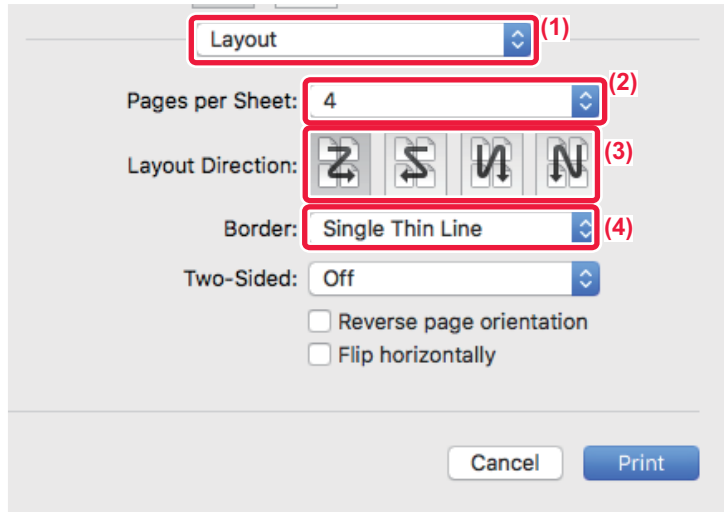 Layout (1)
Pages per Sheet: 4 (2)
Layout Direction: (3)
Border: Single Thin Line (4)
Two-Sided: Off
Reverse page orientation
Flip horizontally
Cancel Print